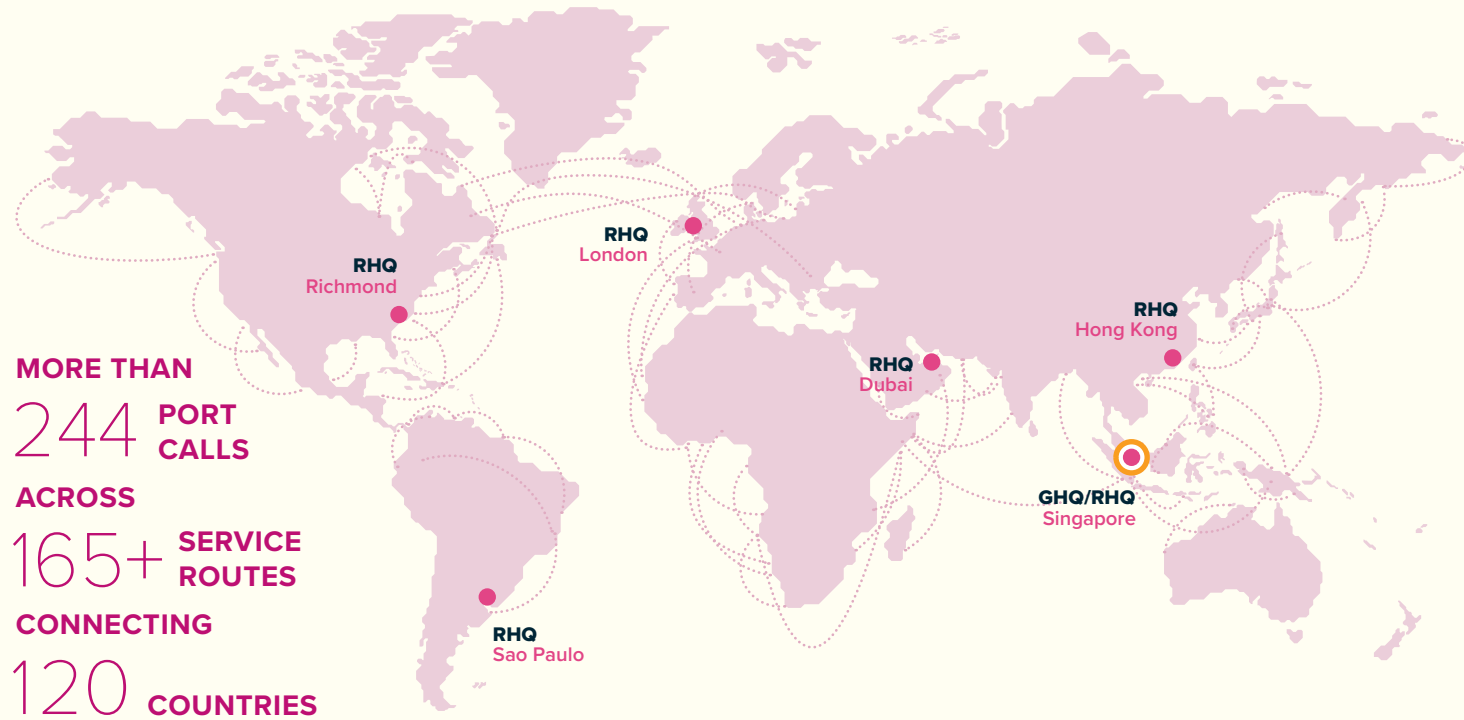 MORE THAN
244 PORT
CALLS
ACROSS
165+ SERVICE
ROUTES
CONNECTING
120 COUNTRIES
RHQ
Richmond
RHQ
London
RHQ
Dubai
RHQ
Hong Kong
GHQ/RHQ
Singapore
RHQ
Sao Paulo